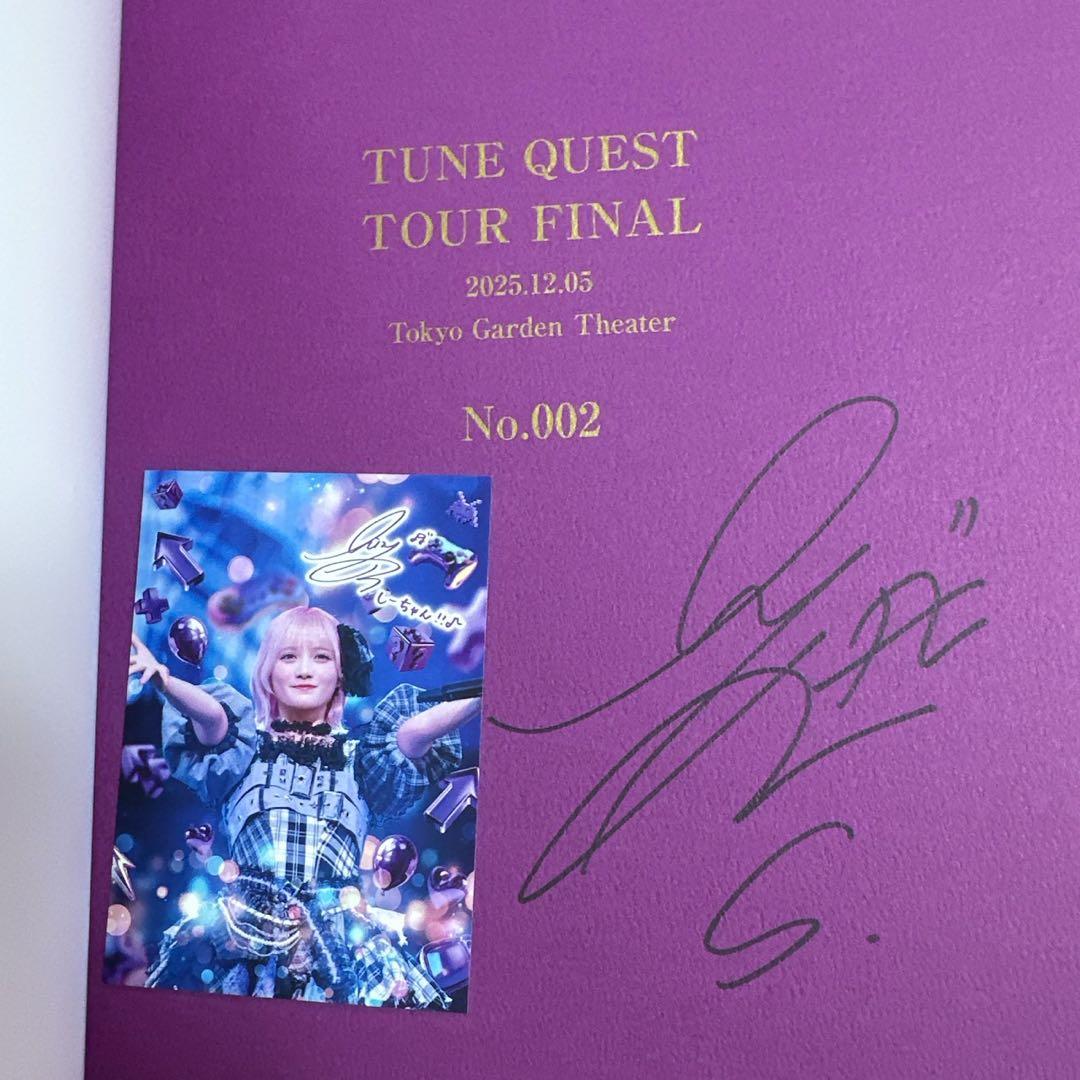 TUNE QUEST
TOUR FINAL
2025.12.05
Tokyo Garden Theater
No.002
じーちゃん!!♪
S.